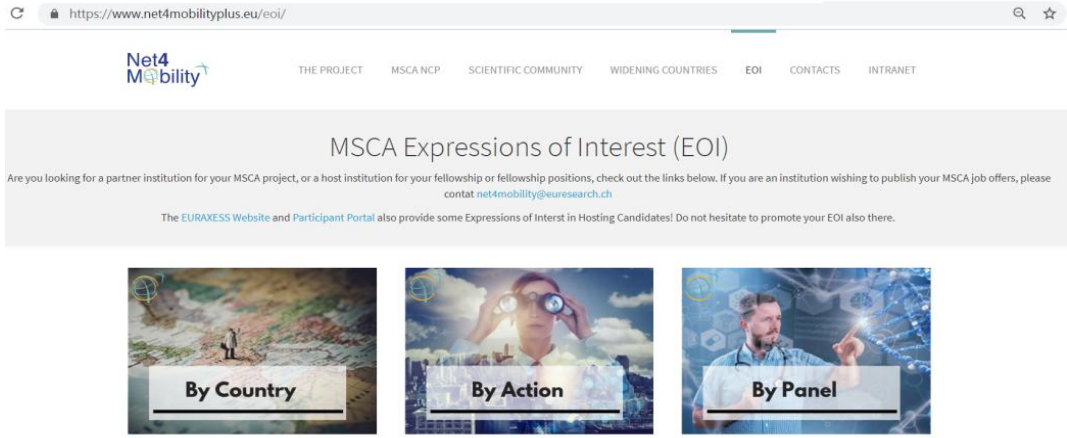 https://www.net4mobilityplus.eu/eoi/
Net4
Mobility
THE PROJECT MSCA NCP SCIENTIFIC COMMUNITY WIDENING COUNTRIES EOI CONTACTS INTRANET
MSCA Expressions of Interest (EOI)
Are you looking for a partner institution for your MSCA project, or a host institution for your fellowship or fellowship positions, check out the links below. If you are an institution wishing to publish your MSCA job offers, please
contat net4mobility@euresearch.ch
The EURAXESS Website and Participant Portal also provide some Expressions of Interst in Hosting Candidates! Do not hesitate to promote your EOI also there.
By Country By Action By Panel